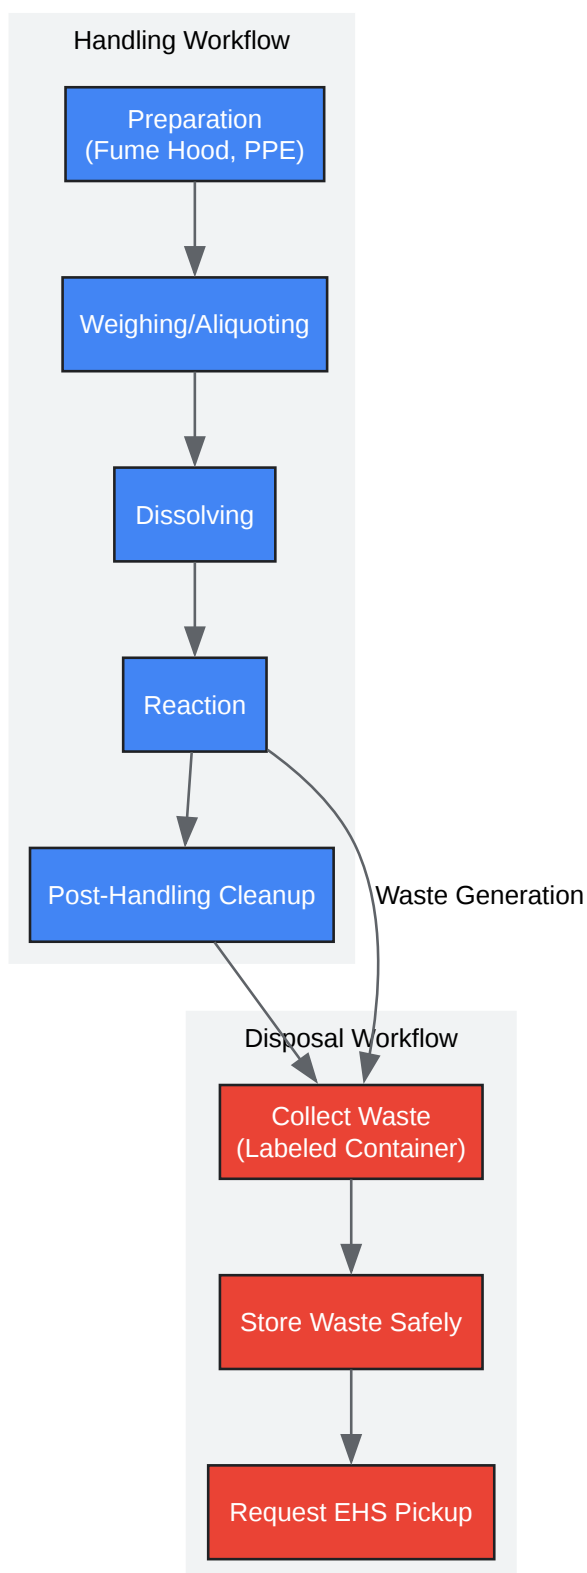 Handling Workflow
Preparation
(Fume Hood, PPE)
Weighing/Aliquoting
Dissolving
Reaction
Post-Handling Cleanup
Waste Generation
Disposal Workflow
Collect Waste
(Labeled Container)
Store Waste Safely
Request EHS Pickup